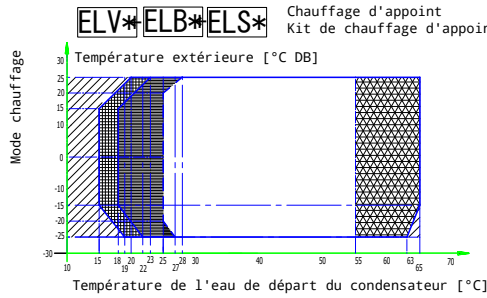 ELV* ELB* ELS* Chauffage d'appoint
Kit de chauffage d'appoin
Température extérieure [°C DB]
Mode chauffage
30
25
20
15
10
0
-10
-15
-20
-25
-30
10 15 18 19 20 22 23 25 27 28 30 40 50 55 60 63 65 70
Température de l'eau de départ du condensateur [°C]